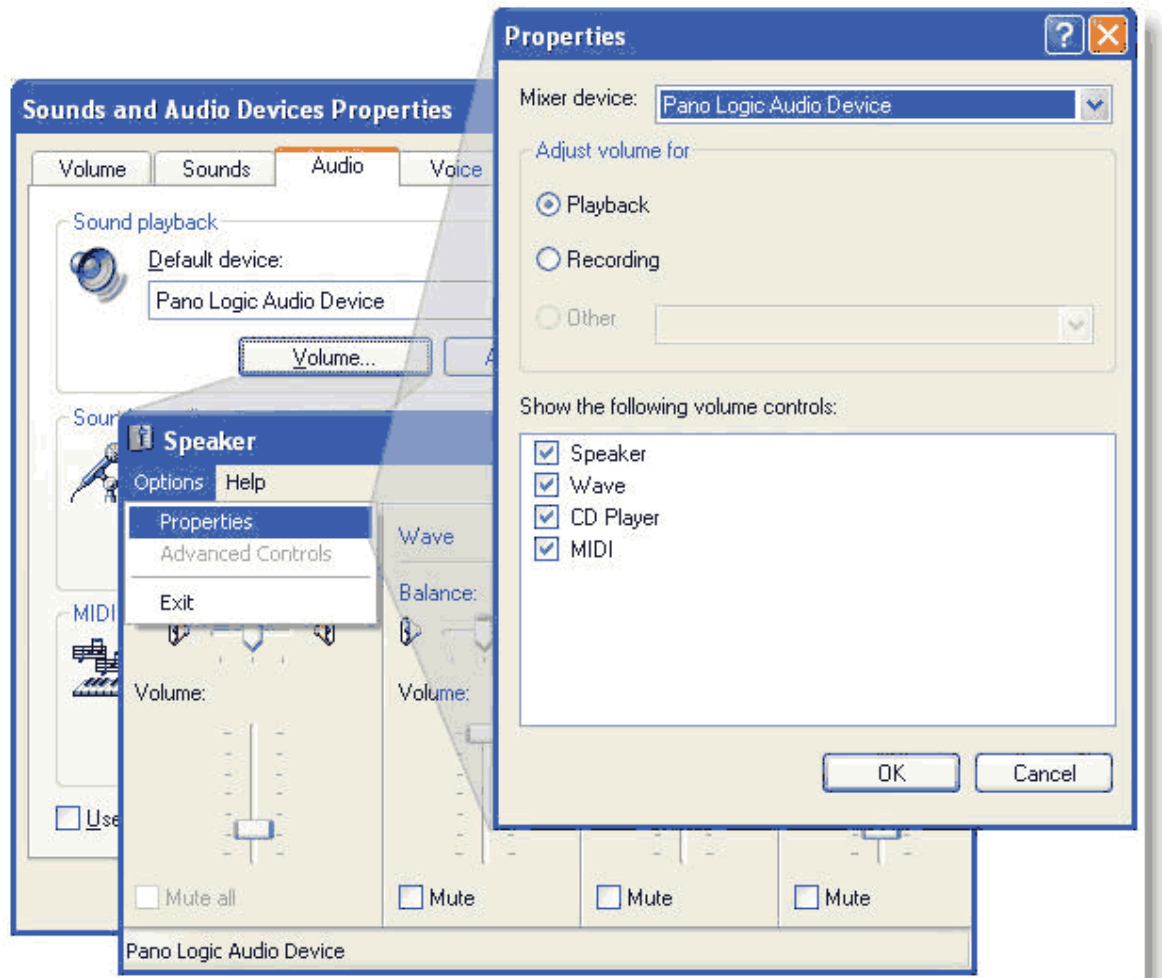 Properties
Mixer device: Pano Logic Audio Device
Adjust volume for
Playback
Recording
Other
Show the following volume controls:
Speaker
Wave
CD Player
MIDI
OK Cancel
Sounds and Audio Devices Properties
Volume Sounds Audio Voice
Sound playback
Default device:
Pano Logic Audio Device
Volume...
MIDI
Speaker
Options Help
Properties
Advanced Controls
Exit
Wave
Balance:
Volume: Volume:
Mute all Mute Mute Mute
Pano Logic Audio Device